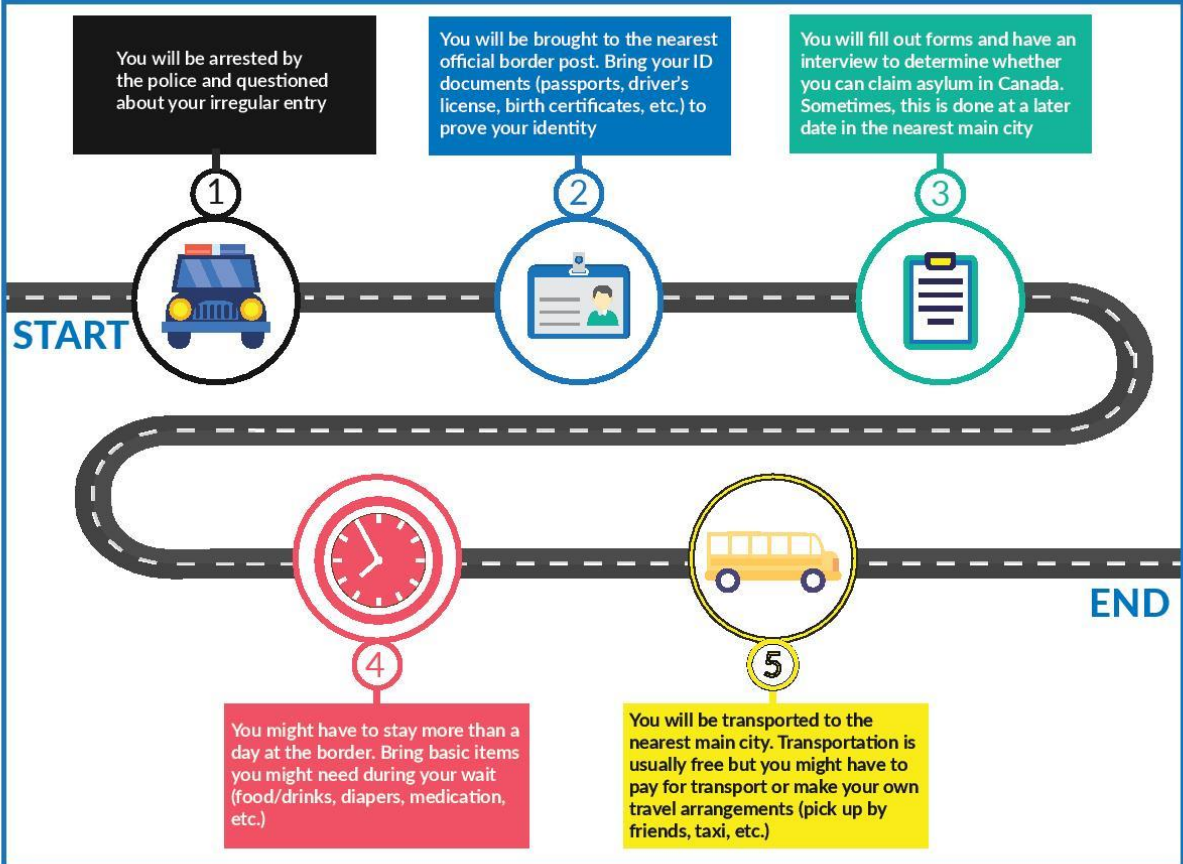 You will be arrested by
the police and questioned
about your irregular entry
You will be brought to the nearest
official border post. Bring your ID
documents (passports, driver's
license, birth certificates, etc.) to
prove your identity
You will fill out forms and have an
interview to determine whether
you can claim asylum in Canada.
Sometimes, this is done at a later
date in the nearest main city
1
2
3
START
END
4
5
You might have to stay more than a
day at the border. Bring basic items
you might need during your wait
(food/drinks, diapers, medication,
etc.)
You will be transported to the
nearest main city. Transportation is
usually free but you might have to
pay for transport or make your own
travel arrangements (pick up by
friends, taxi, etc.)